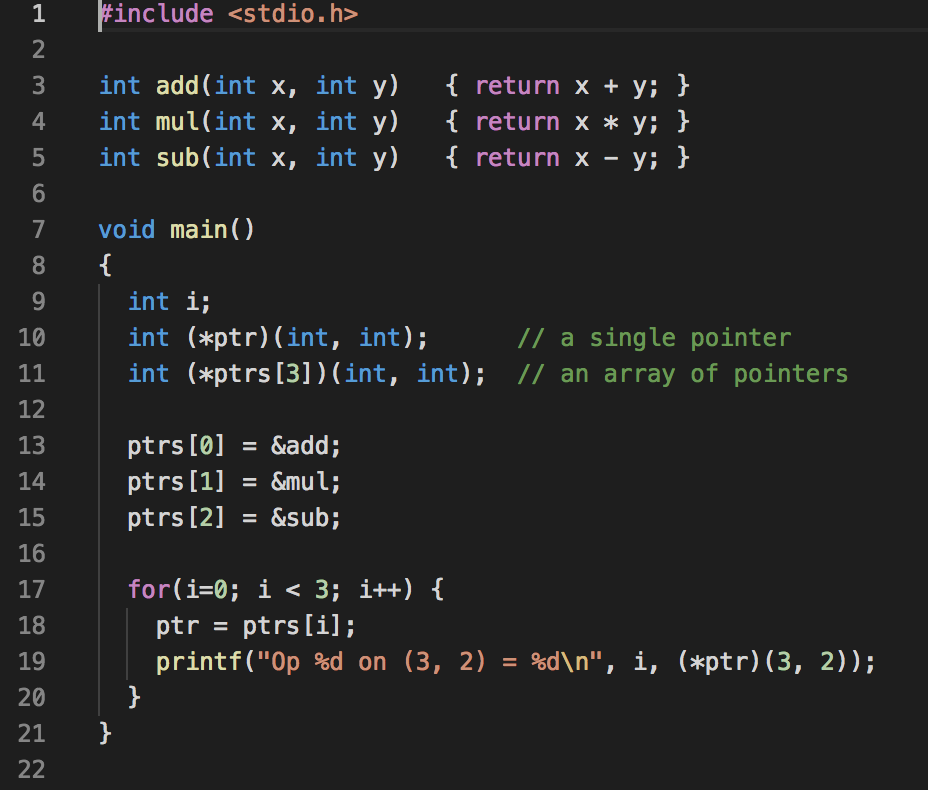 1 #include <stdio.h>
2
3 int add(int x, int y)   { return x + y; }
4 int mul(int x, int y)   { return x * y; }
5 int sub(int x, int y)   { return x - y; }
6
7 void main()
8 {
9   int i;
10   int (*ptr)(int, int);      // a single pointer
11   int (*ptrs[3])(int, int);  // an array of pointers
12
13   ptrs[0] = &add;
14   ptrs[1] = &mul;
15   ptrs[2] = &sub;
16
17   for(i=0; i < 3; i++) {
18     ptr = ptrs[i];
19     printf("Op %d on (3, 2) = %d\n", i, (*ptr)(3, 2));
20   }
21 }
22